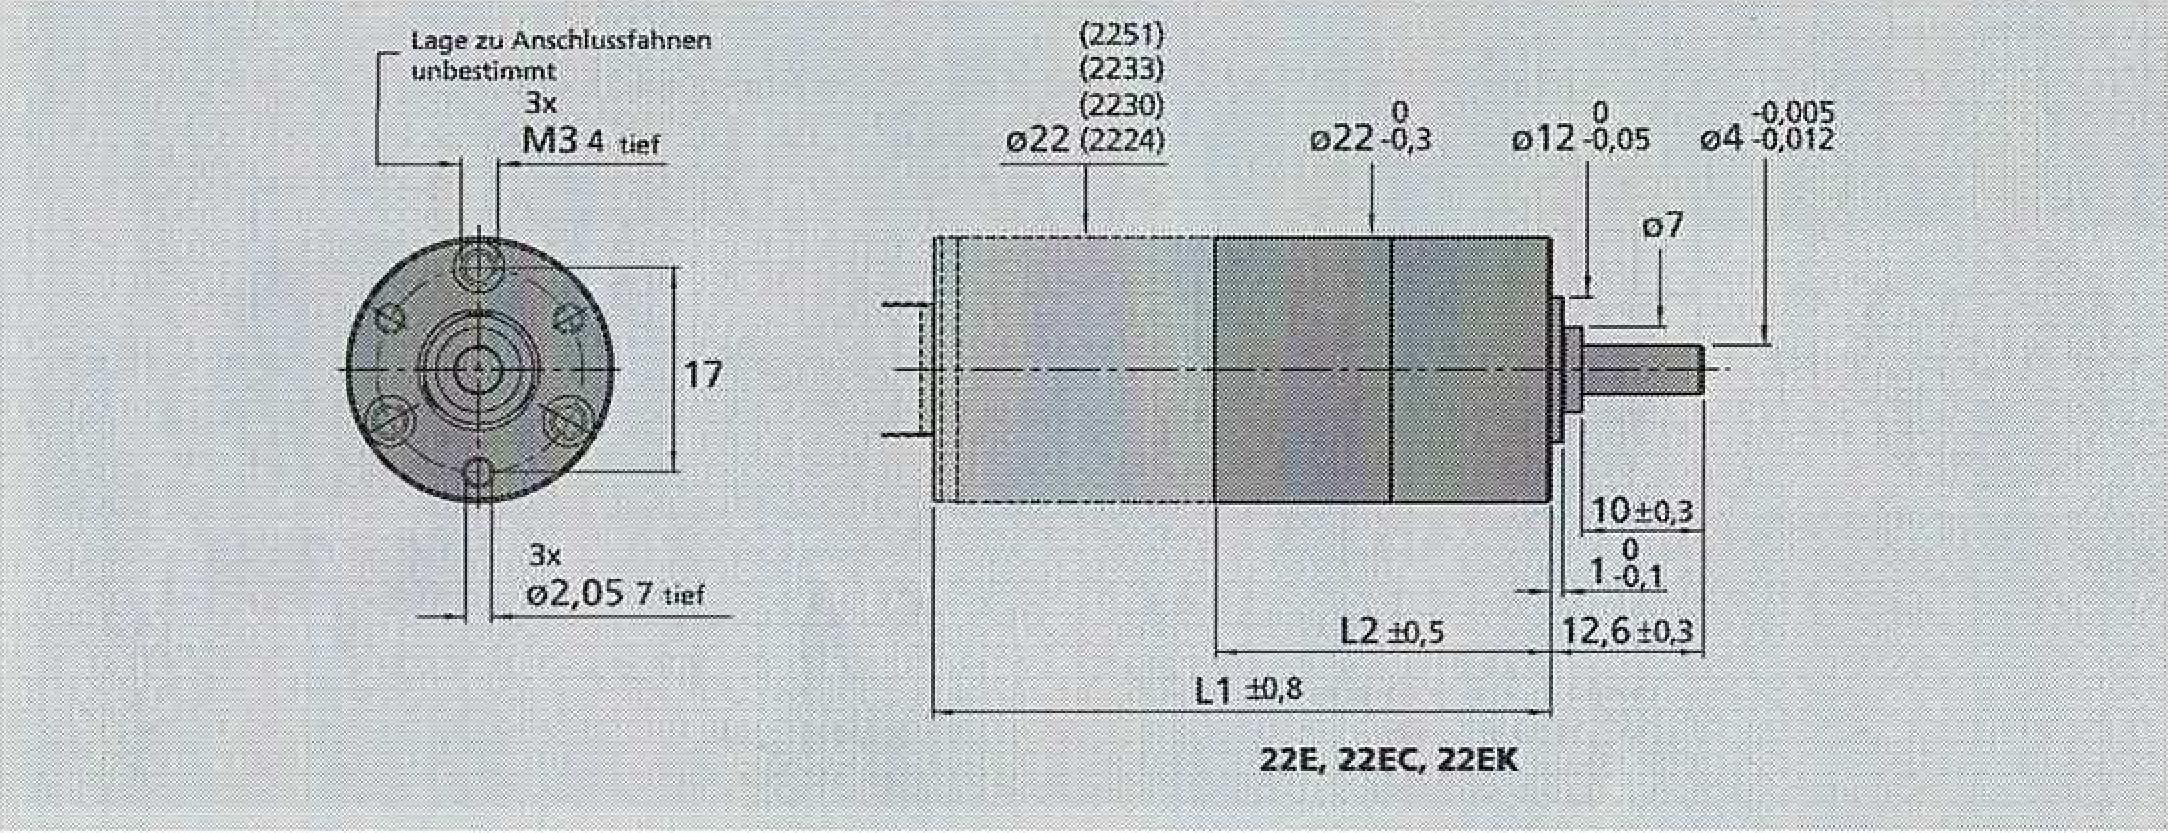 Lage zu Anschlussfahnen
unbestimmt
3x
M3 4 tief
17
3x
ø2,05 7 tief
(2251)
(2233)
(2230)
ø22 (2224)
ø22 0 -0,3
ø12 0 -0,05
ø4 -0,005 -0,012
ø7
10 ±0,3
1 0 -0,1
L2 ±0,5
12,6 ±0,3
L1 ±0,8
22E, 22EC, 22EK